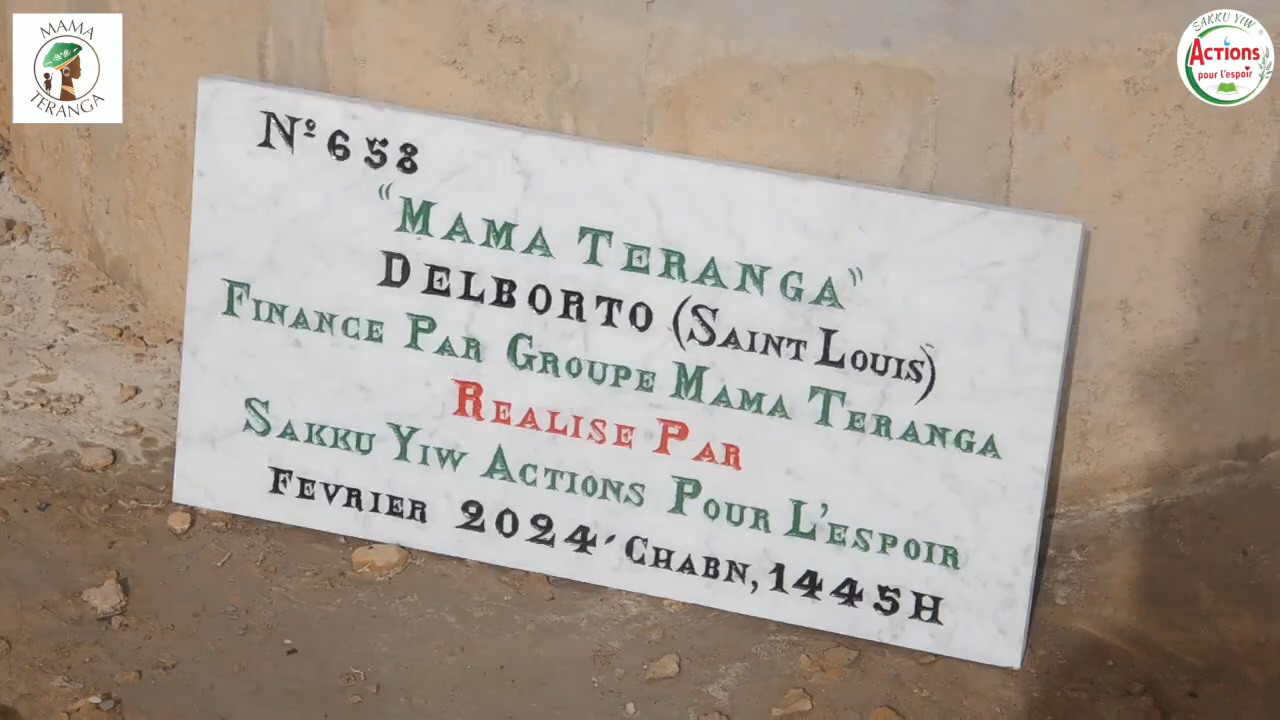 MAMA
TERANGA
SAKKU YIW
ACTIONS
pour l'espoir
Nº 658
"MAMA TERANGA"
DELBORTO (SAINT LOUIS)
FINANCE PAR GROUPE MAMA TERANGA
REALISE PAR
SAKKU YIW ACTIONS POUR L'ESPOIR
FEVRIER 2024 ' CHABN, 1445H